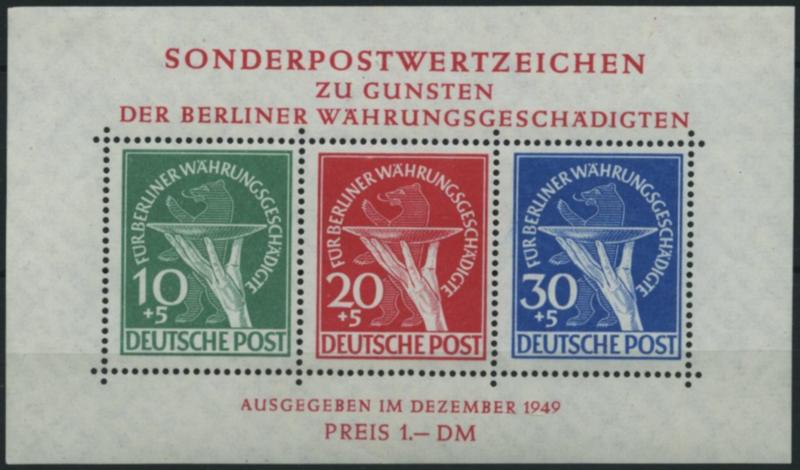 SONDERPOSTWERTZEICHEN
ZU GUNSTEN
DER BERLINER WÄHRUNGSGESCHÄDIGTEN
FÜR BERLINER WÄHRUNGSGESCHÄDIGTE
10
+5
DEUTSCHE POST
FÜR BERLINER WÄHRUNGSGESCHÄDIGTE
20
+5
DEUTSCHE POST
FÜR BERLINER WÄHRUNGSGESCHÄDIGTE
30
+5
DEUTSCHE POST
AUSGEGEBEN IM DEZEMBER 1949
PREIS 1.— DM